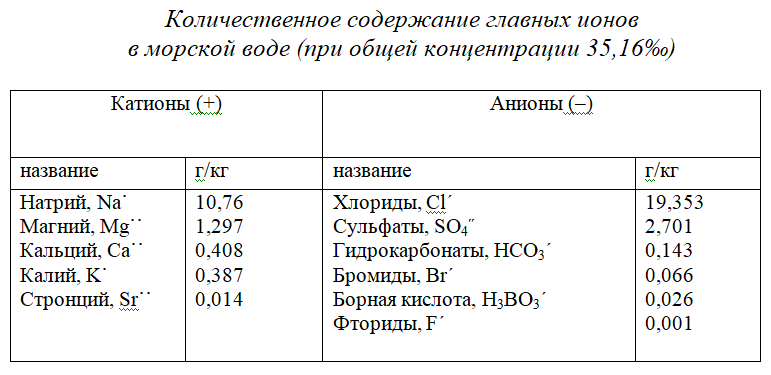 Количественное содержание главных ионов
в морской воде (при общей концентрации 35,16‰)
Катионы (+) Анионы (–)
название г/кг название г/кг
Натрий, Na˙ 10,76 Хлориды, Cl´ 19,353
Магний, Mg˙˙ 1,297 Сульфаты, SO₄˝ 2,701
Кальций, Ca˙˙ 0,408 Гидрокарбонаты, HCO₃´ 0,143
Калий, K˙ 0,387 Бромиды, Br´ 0,066
Стронций, Sr˙˙ 0,014 Борная кислота, H₃BO₃´ 0,026
Фториды, F´ 0,001